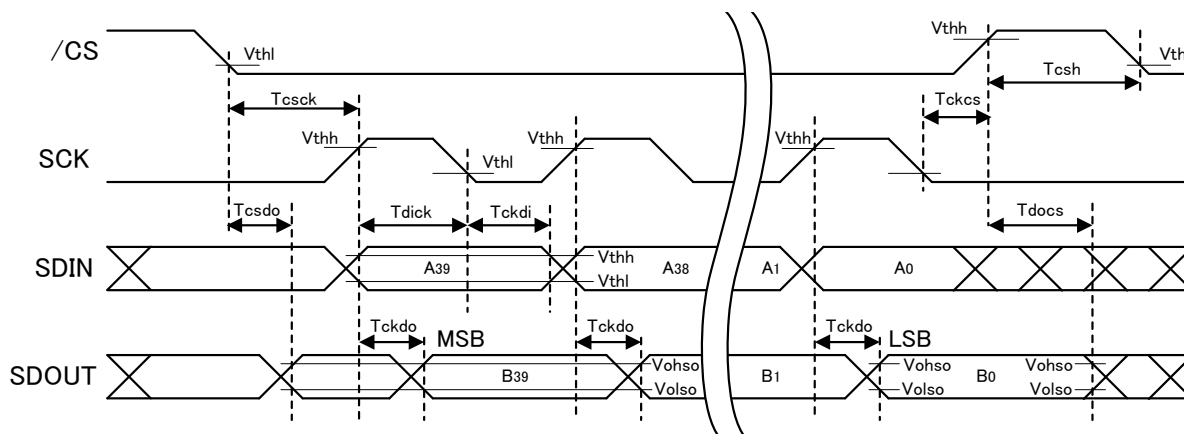 /CS
Vthl
Vthh
Tcsh
Vth
Tcsck
Tckcs
SCK
Vthh
Vthl
Vthh
Vthh
Vthl
Tcsdo
Tdick
Tckdi
Tdocs
SDIN
A39
Vthh
Vthl
A38
A1
A0
Tckdo
MSB
Tckdo
Tckdo
LSB
SDOUT
B39
Vohso
Volso
B1
Vohso
Volso
B0
Vohso
Volso